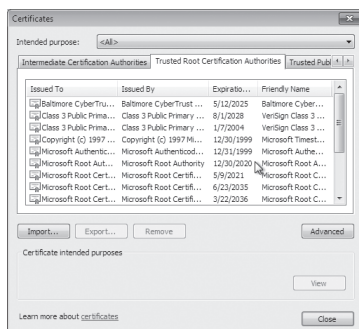 Certificates
Intended purpose: <All>
Intermediate Certification Authorities Trusted Root Certification Authorities Trusted Publ
Issued To Issued By Expiratio... Friendly Name
Baltimore CyberTru... Baltimore CyberTrust ... 5/12/2025 Baltimore Cyber...
Class 3 Public Prima... Class 3 Public Primary ... 8/1/2028 VeriSign Class 3 ...
Class 3 Public Prima... Class 3 Public Primary ... 1/7/2004 VeriSign Class 3 ...
Copyright (c) 1997 ... Copyright (c) 1997 Mi... 12/30/1999 Microsoft Timest...
Microsoft Authentic... Microsoft Authenticod... 12/31/1999 Microsoft Authe...
Microsoft Root Aut... Microsoft Root Authority 12/30/2020 Microsoft Root A...
Microsoft Root Cert... Microsoft Root Certifi... 5/9/2021 Microsoft Root C...
Microsoft Root Cert... Microsoft Root Certifi... 6/23/2035 Microsoft Root C...
Microsoft Root Cert... Microsoft Root Certifi... 3/22/2036 Microsoft Root C...
Import... Export... Remove Advanced
Certificate intended purposes
View
Learn more about certificates
Close